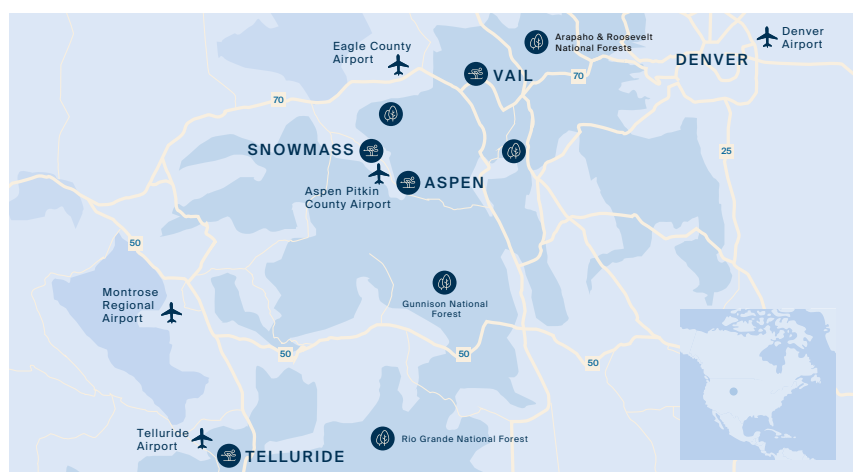 Eagle County
Airport
Arapaho & Roosevelt
National Forests
Denver
Airport
DENVER
VAIL
70
70
SNOWMASS
25
Aspen Pitkin
County Airport
ASPEN
50
Montrose
Regional
Airport
Gunnison National
Forest
50
50
50
Telluride
Airport
TELLURIDE
Rio Grande National Forest